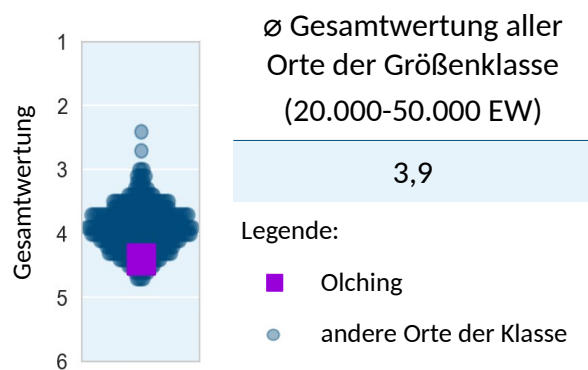 ø Gesamtwertung aller
Orte der Größenklasse
(20.000-50.000 EW)
3,9
Legende:
Olching
andere Orte der Klasse
Gesamtwertung
1
2
3
4
5
6